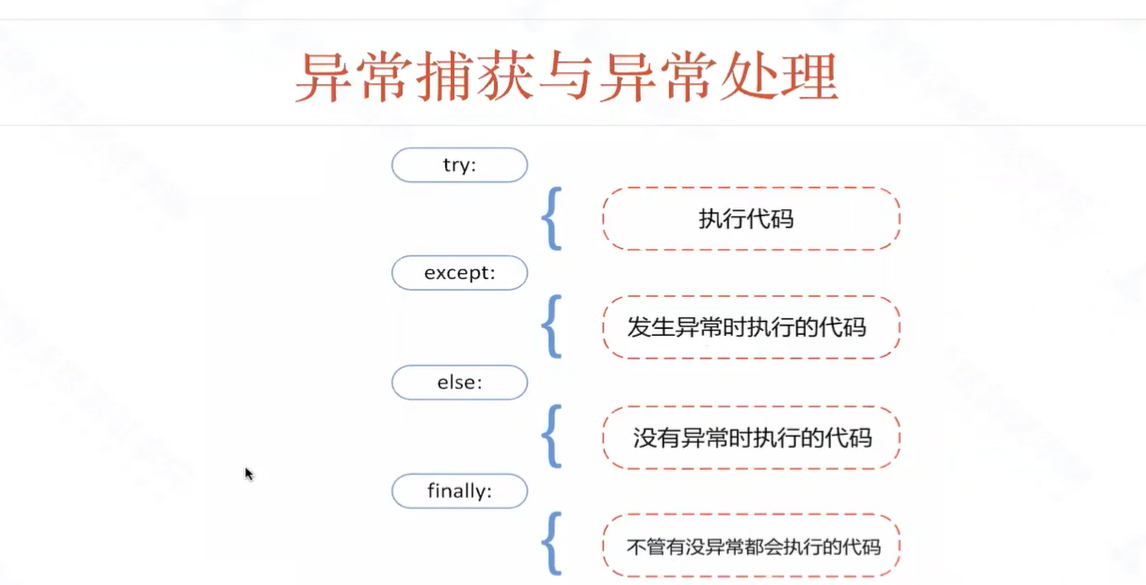 异常捕获与异常处理
try:
执行代码
except:
发生异常时执行的代码
else:
没有异常时执行的代码
finally:
不管有没异常都会执行的代码